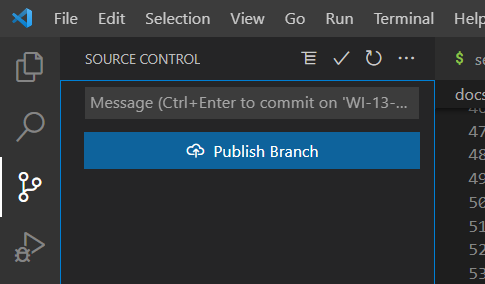 File Edit Selection View Go Run Terminal Help
SOURCE CONTROL
$
docs
Message (Ctrl+Enter to commit on 'WI-13-...
Publish Branch
47
48
49
50
51
52
53